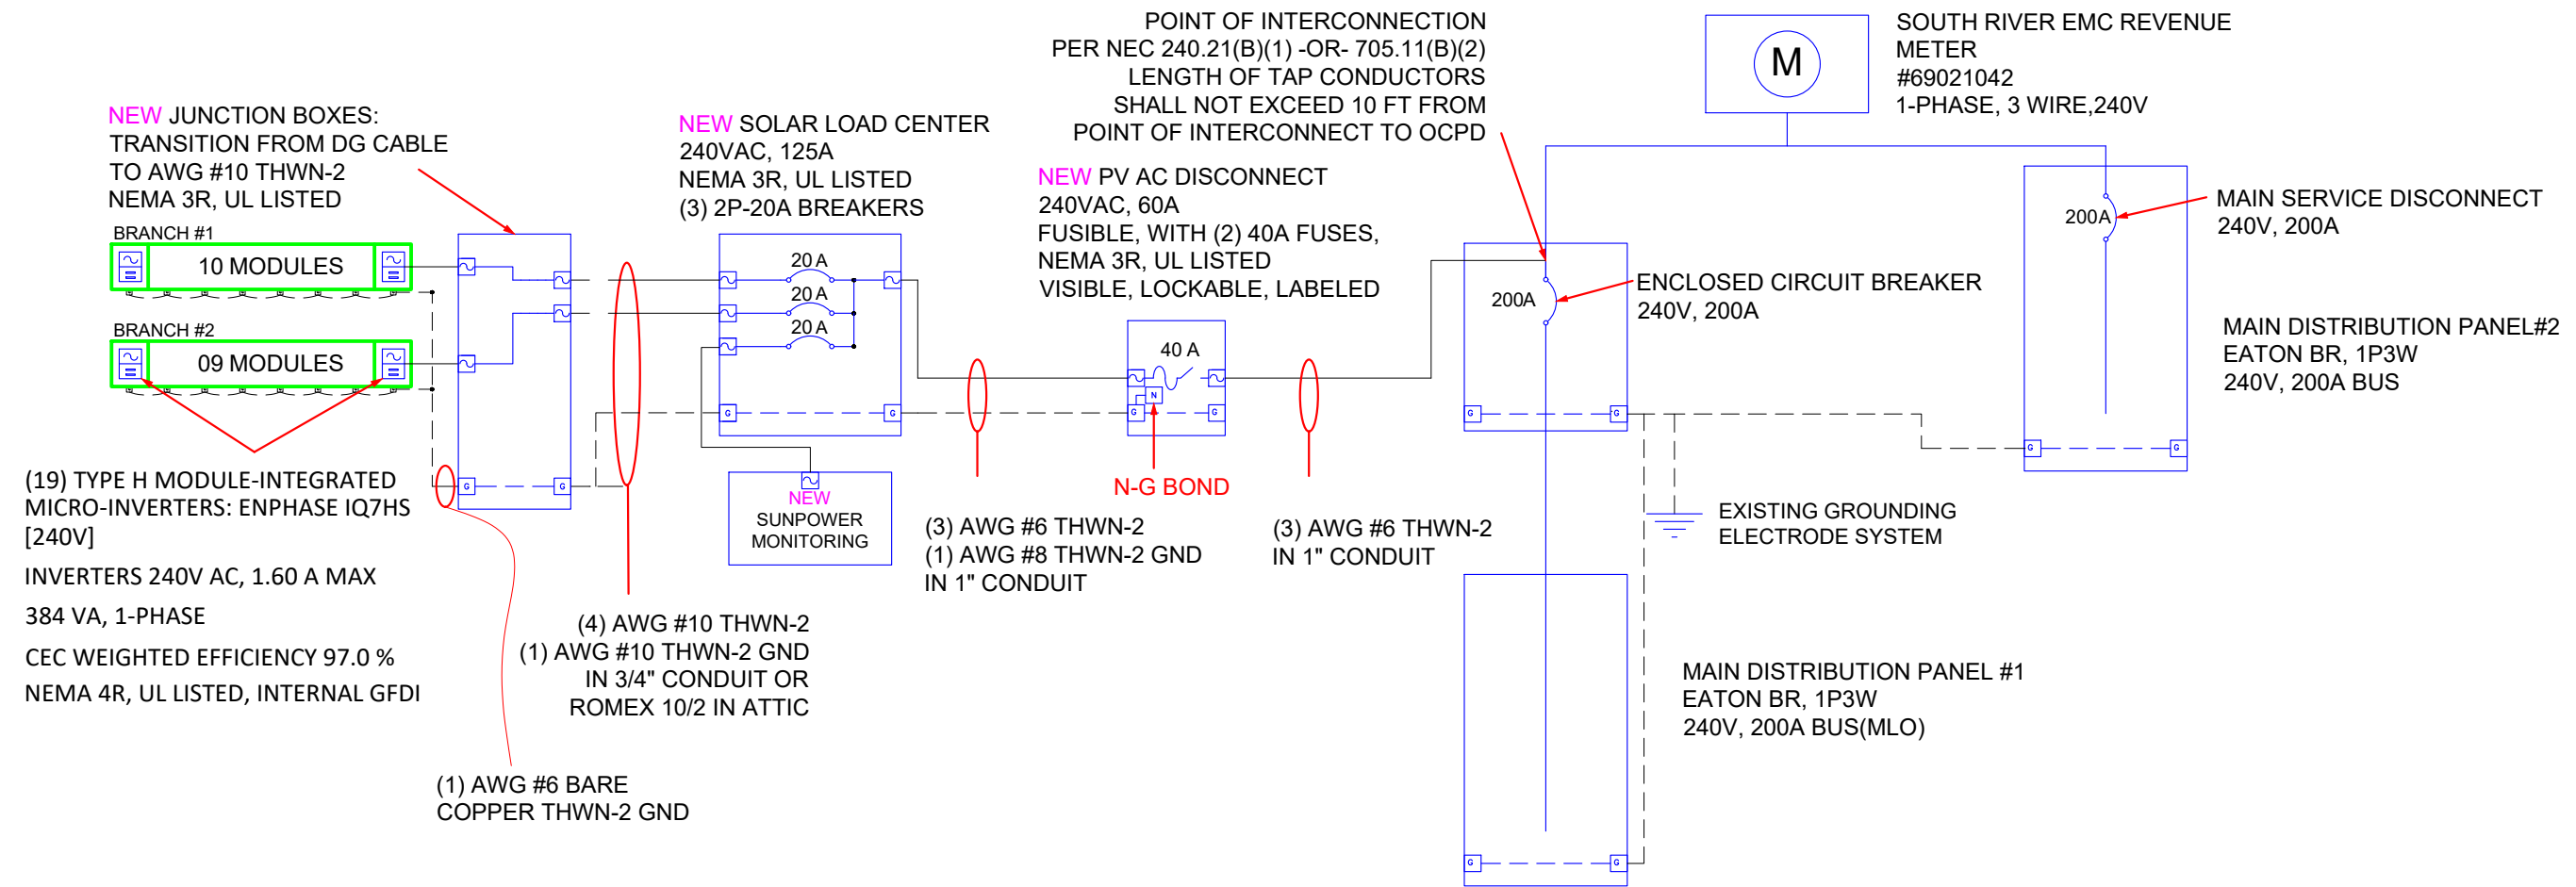 NEW JUNCTION BOXES:
TRANSITION FROM DG CABLE
TO AWG #10 THWN-2
NEMA 3R, UL LISTED
BRANCH #1
10 MODULES
BRANCH #2
09 MODULES
(19) TYPE H MODULE-INTEGRATED
MICRO-INVERTERS: ENPHASE IQ7HS
[240V]
INVERTERS 240V AC, 1.60 A MAX
384 VA, 1-PHASE
CEC WEIGHTED EFFICIENCY 97.0 %
NEMA 4R, UL LISTED, INTERNAL GFDI
G
G
(1) AWG #6 BARE
COPPER THWN-2 GND
(4) AWG #10 THWN-2
(1) AWG #10 THWN-2 GND
IN 3/4" CONDUIT OR
ROMEX 10/2 IN ATTIC
NEW SOLAR LOAD CENTER
240VAC, 125A
NEMA 3R, UL LISTED
(3) 2P-20A BREAKERS
20 A
20 A
20 A
G
G
NEW
SUNPOWER
MONITORING
(3) AWG #6 THWN-2
(1) AWG #8 THWN-2 GND
IN 1" CONDUIT
POINT OF INTERCONNECTION
PER NEC 240.21(B)(1) -OR- 705.11(B)(2)
LENGTH OF TAP CONDUCTORS
SHALL NOT EXCEED 10 FT FROM
POINT OF INTERCONNECT TO OCPD
NEW PV AC DISCONNECT
240VAC, 60A
FUSIBLE, WITH (2) 40A FUSES,
NEMA 3R, UL LISTED
VISIBLE, LOCKABLE, LABELED
40 A
N
G
G
N-G BOND
(3) AWG #6 THWN-2
IN 1" CONDUIT
M
SOUTH RIVER EMC REVENUE
METER
#69021042
1-PHASE, 3 WIRE,240V
200A
ENCLOSED CIRCUIT BREAKER
240V, 200A
G
G
200A
MAIN SERVICE DISCONNECT
240V, 200A
MAIN DISTRIBUTION PANEL#2
EATON BR, 1P3W
240V, 200A BUS
G
G
EXISTING GROUNDING
ELECTRODE SYSTEM
MAIN DISTRIBUTION PANEL #1
EATON BR, 1P3W
240V, 200A BUS(MLO)
G
G